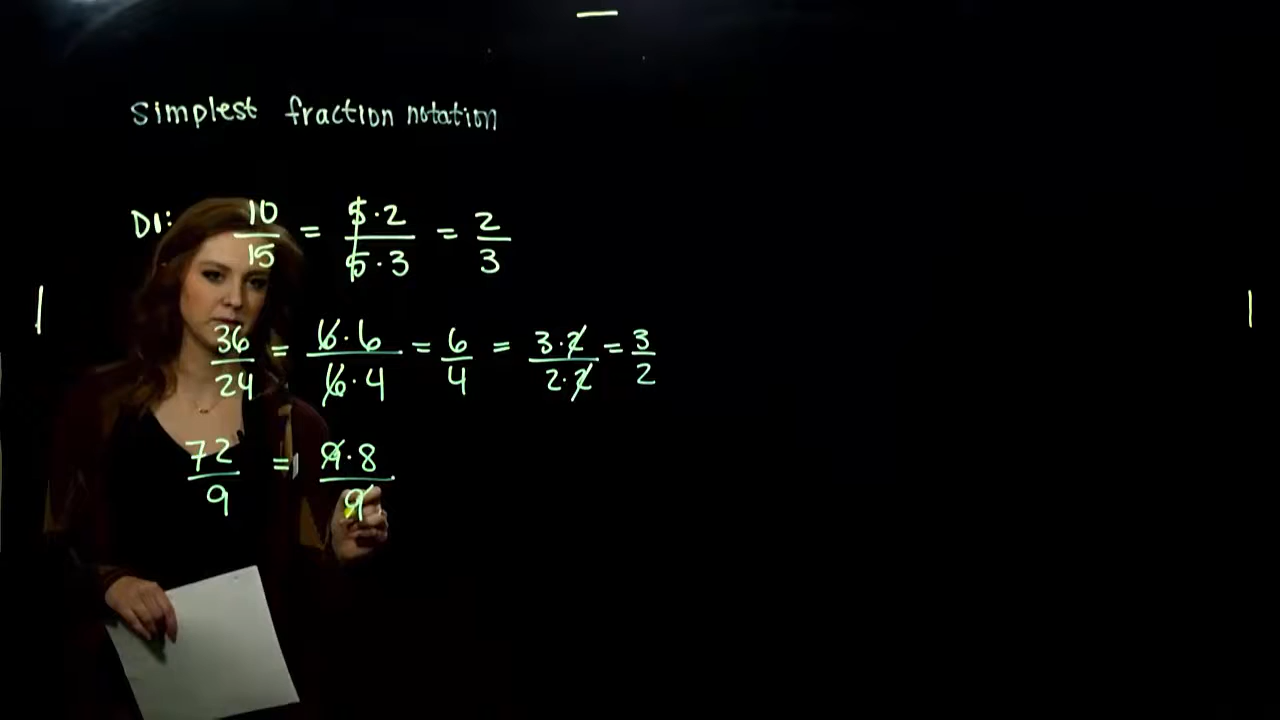 simplest fraction notation
D1: 10/15 = 5·2/5·3 = 2/3
36/24 = 6·6/6·4 = 6/4 = 3·2/2·2 = 3/2
72/9 = 9·8/9